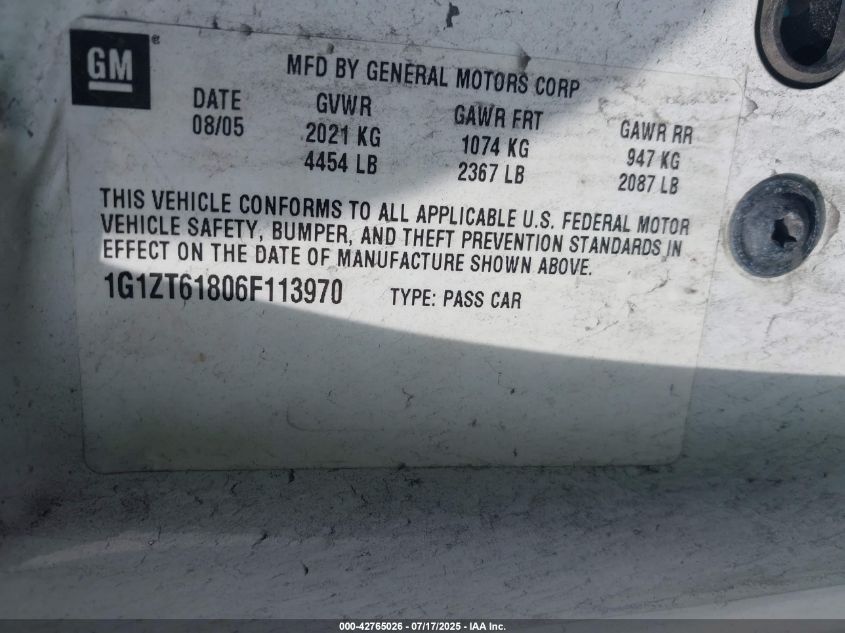 GM®
MFD BY GENERAL MOTORS CORP
DATE GVWR GAWR FRT GAWR RR
08/05 2021 KG 1074 KG 947 KG
4454 LB 2367 LB 2087 LB
THIS VEHICLE CONFORMS TO ALL APPLICABLE U.S. FEDERAL MOTOR
VEHICLE SAFETY, BUMPER, AND THEFT PREVENTION STANDARDS IN
EFFECT ON THE DATE OF MANUFACTURE SHOWN ABOVE.
1G1ZT61806F113970 TYPE: PASS CAR
000-42765026 - 07/17/2025 - IAA Inc.